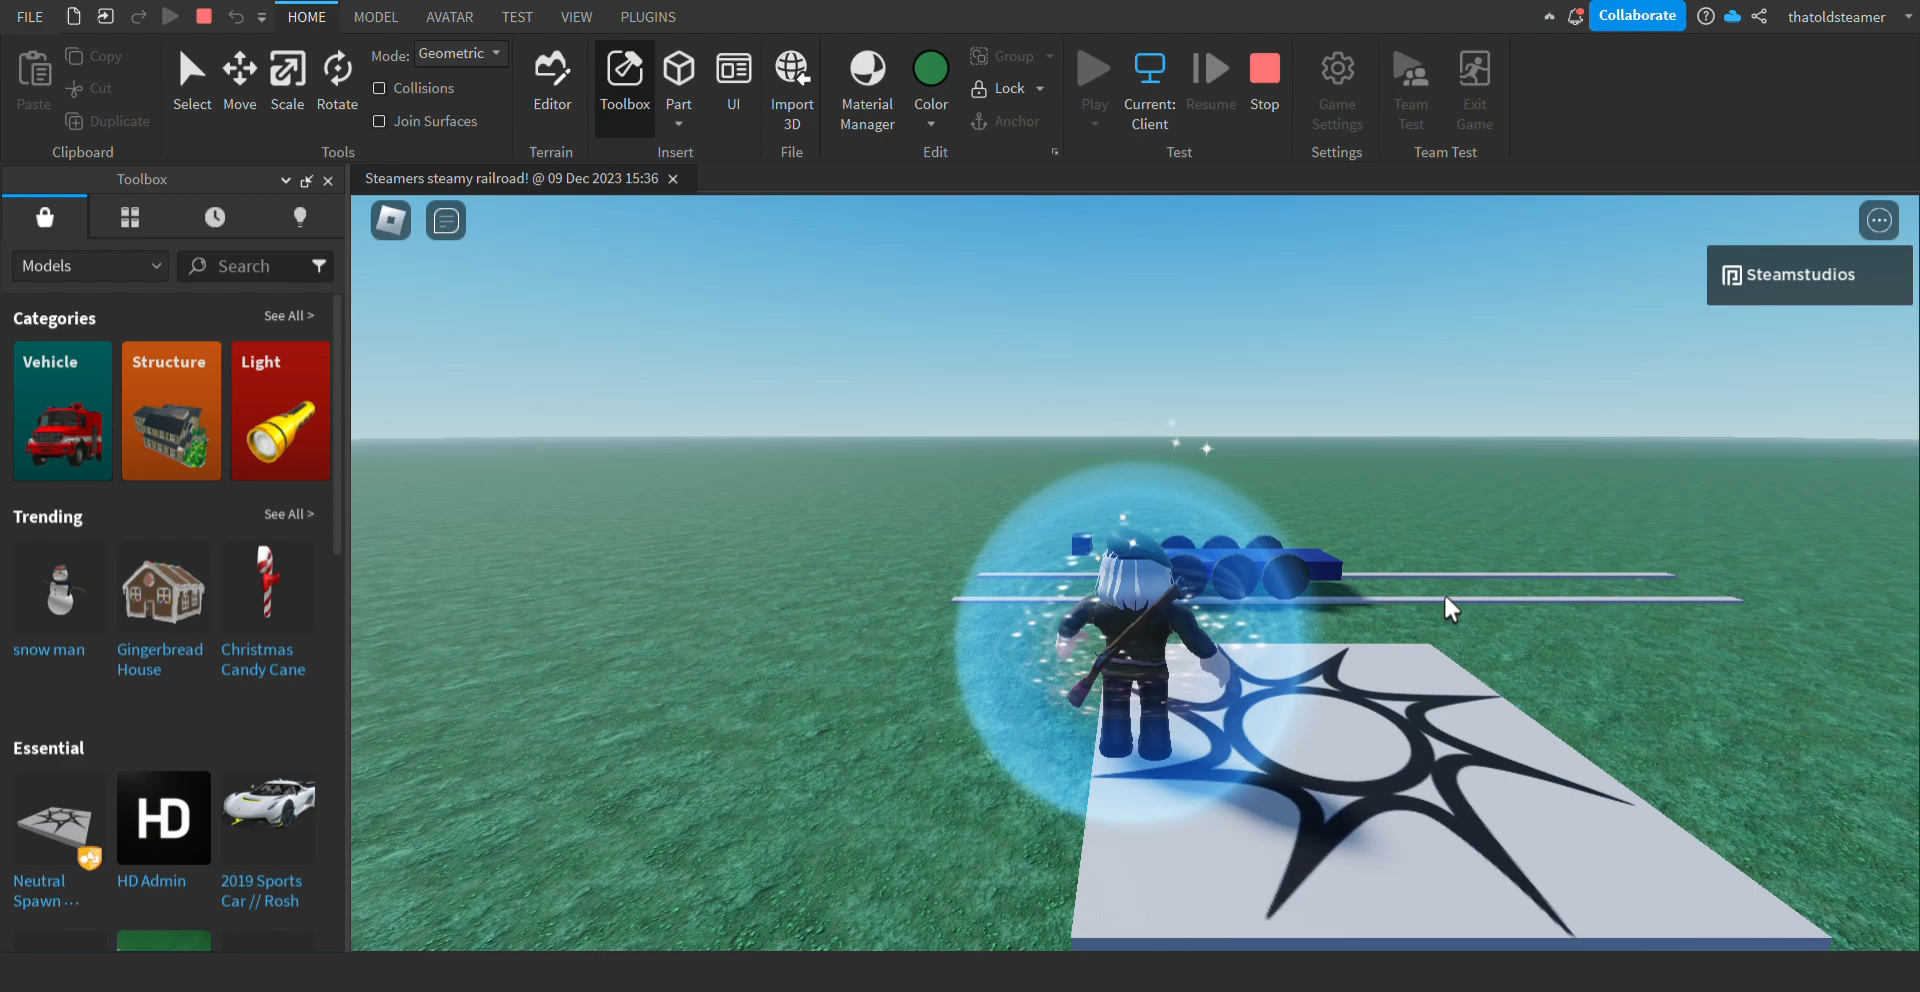 FILE HOME MODEL AVATAR TEST VIEW PLUGINS Collaborate thatoldsteamer
Paste
Copy
Cut
Duplicate
Clipboard
Select Move Scale Rotate
Mode: Geometric
Collisions
Join Surfaces
Tools
Editor
Terrain
Toolbox Part UI
Insert
Import
3D
File
Material
Manager
Color
Group
Lock
Anchor
Edit
Play
Current:
Client
Resume Stop
Test
Game
Settings
Settings
Team
Test
Exit
Game
Team Test
Toolbox
Steamers steamy railroad! @ 09 Dec 2023 15:36
Models
Search
Categories
See All >
Vehicle Structure Light
Trending
See All >
snow man
Gingerbread
House
Christmas
Candy Cane
Essential
HD
Neutral
Spawn ...
HD Admin
2019 Sports
Car // Rosh
Steamstudios